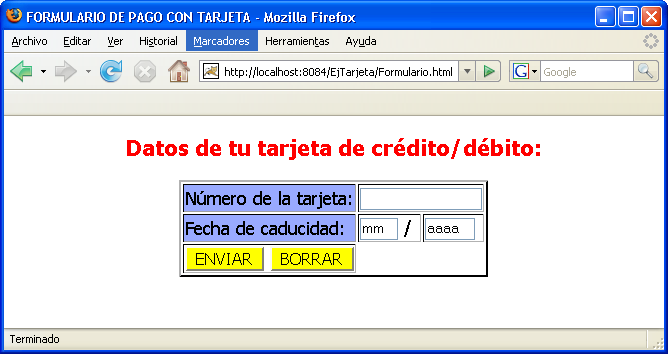 FORMULARIO DE PAGO CON TARJETA - Mozilla Firefox
Archivo Editar Ver Historial Marcadores Herramientas Ayuda
http://localhost:8084/EjTarjeta/Formulario.html G Google
Datos de tu tarjeta de crédito/débito:
Número de la tarjeta:
Fecha de caducidad: mm / aaaa
ENVIAR BORRAR
Terminado